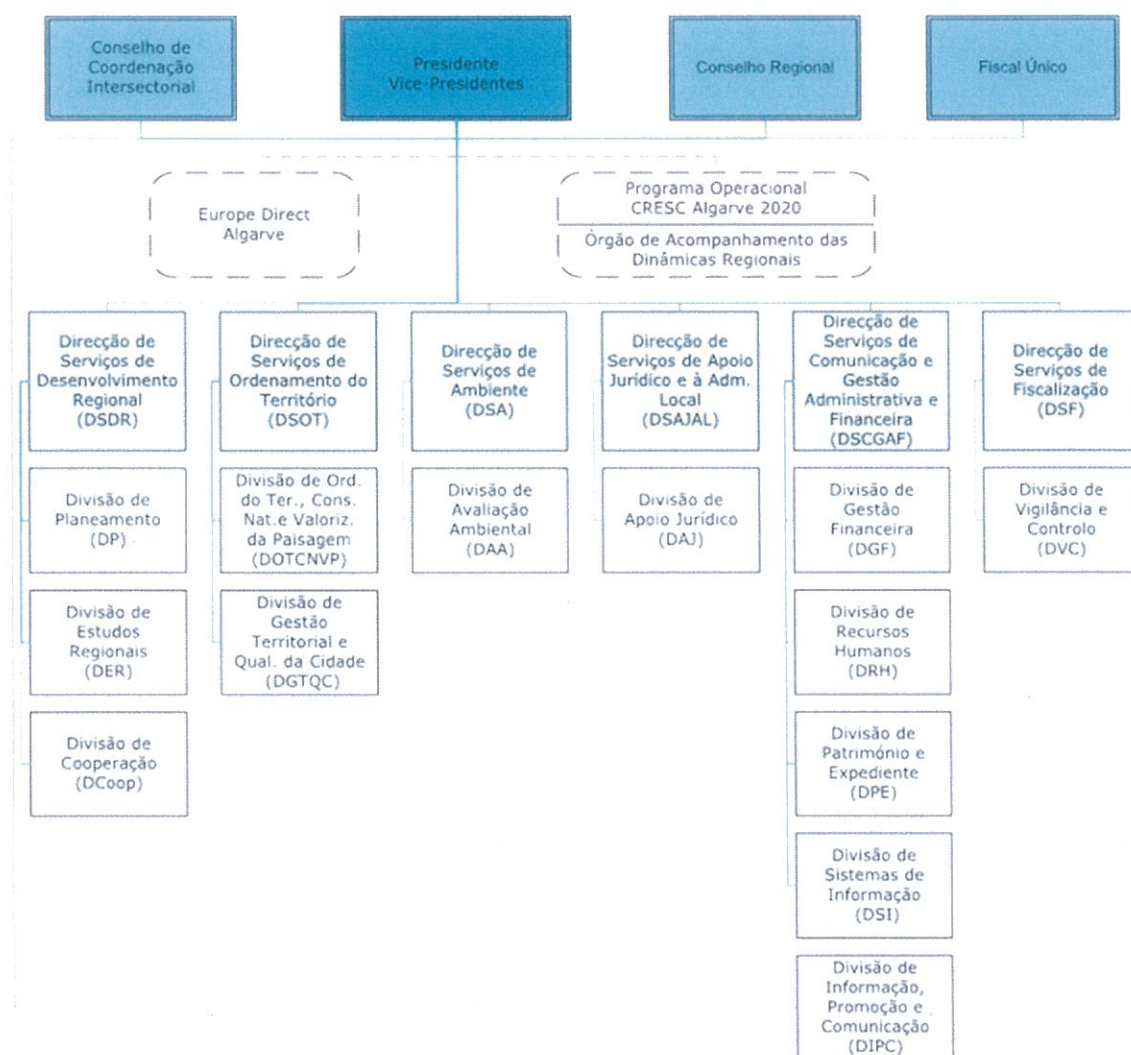 Conselho de
Coordenação
Intersectorial
Presidente
Vice-Presidentes
Conselho Regional
Fiscal Único
Europe Direct
Algarve
Programa Operacional
CRESC Algarve 2020
Órgão de Acompanhamento das
Dinâmicas Regionais
Direcção de
Serviços de
Desenvolvimento
Regional
(DSDR)
Direcção de
Serviços de
Ordenamento do
Território
(DSOT)
Direcção de
Serviços de
Ambiente
(DSA)
Direcção de
Serviços de Apoio
Jurídico e à Adm.
Local
(DSAJAL)
Direcção de
Serviços de
Comunicação e
Gestão
Administrativa e
Financeira
(DSCGAF)
Direcção de
Serviços de
Fiscalização
(DSF)
Divisão de
Planeamento
(DP)
Divisão de Ord.
do Ter., Cons.
Nat.e Valoriz.
da Paisagem
(DOTCNVP)
Divisão de
Avaliação
Ambiental
(DAA)
Divisão de
Apoio Jurídico
(DAJ)
Divisão de
Gestão
Financeira
(DGF)
Divisão de
Vigilância e
Controlo
(DVC)
Divisão de
Estudos
Regionais
(DER)
Divisão de
Gestão
Territorial e
Qual. da Cidade
(DGTQC)
Divisão de
Recursos
Humanos
(DRH)
Divisão de
Cooperação
(DCoop)
Divisão de
Património e
Expediente
(DPE)
Divisão de
Sistemas de
Informação
(DSI)
Divisão de
Informação,
Promoção e
Comunicação
(DIPC)